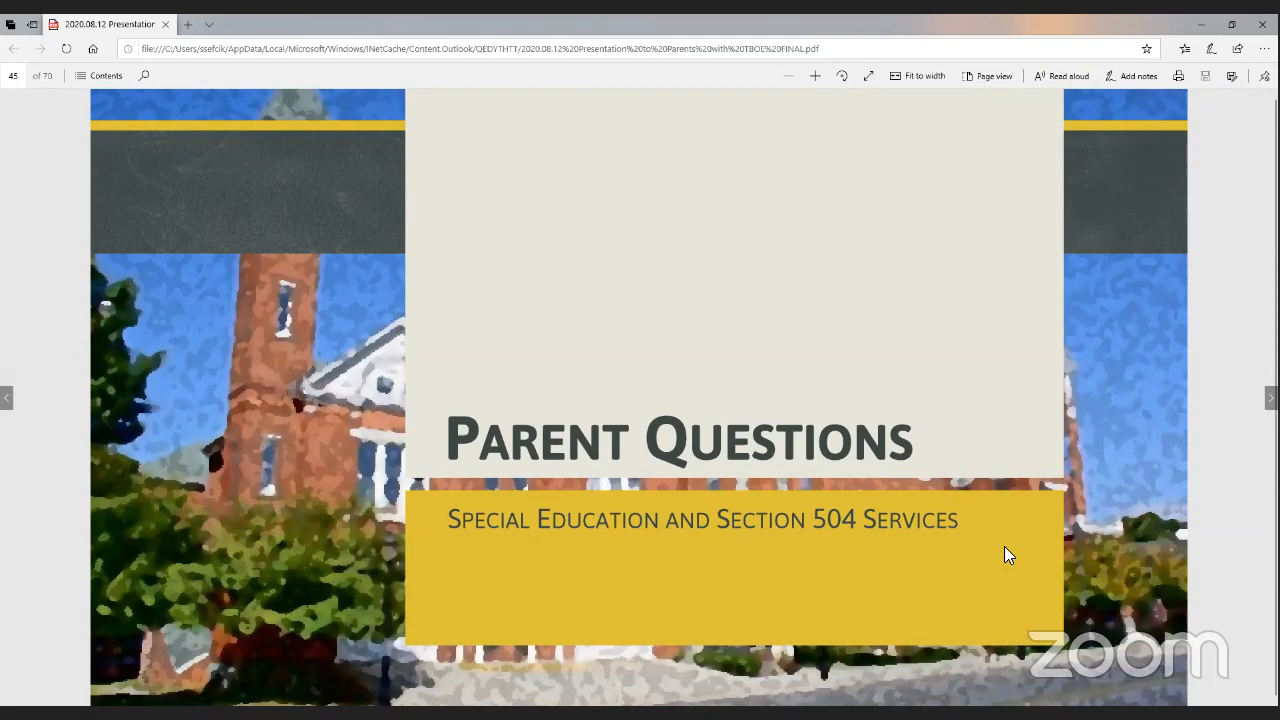 2020.08.12 Presentation
file:///C:/Users/ssefcik/AppData/Local/Microsoft/Windows/INetCache/Content.Outlook/QEDYTHTT/2020.08.12%20Presentation%20to%20Parents%20with%20TBOE%20FINAL.pdf
45 of 70 Contents Fit to width Page view Read aloud Add notes
PARENT QUESTIONS
SPECIAL EDUCATION AND SECTION 504 SERVICES
zoom